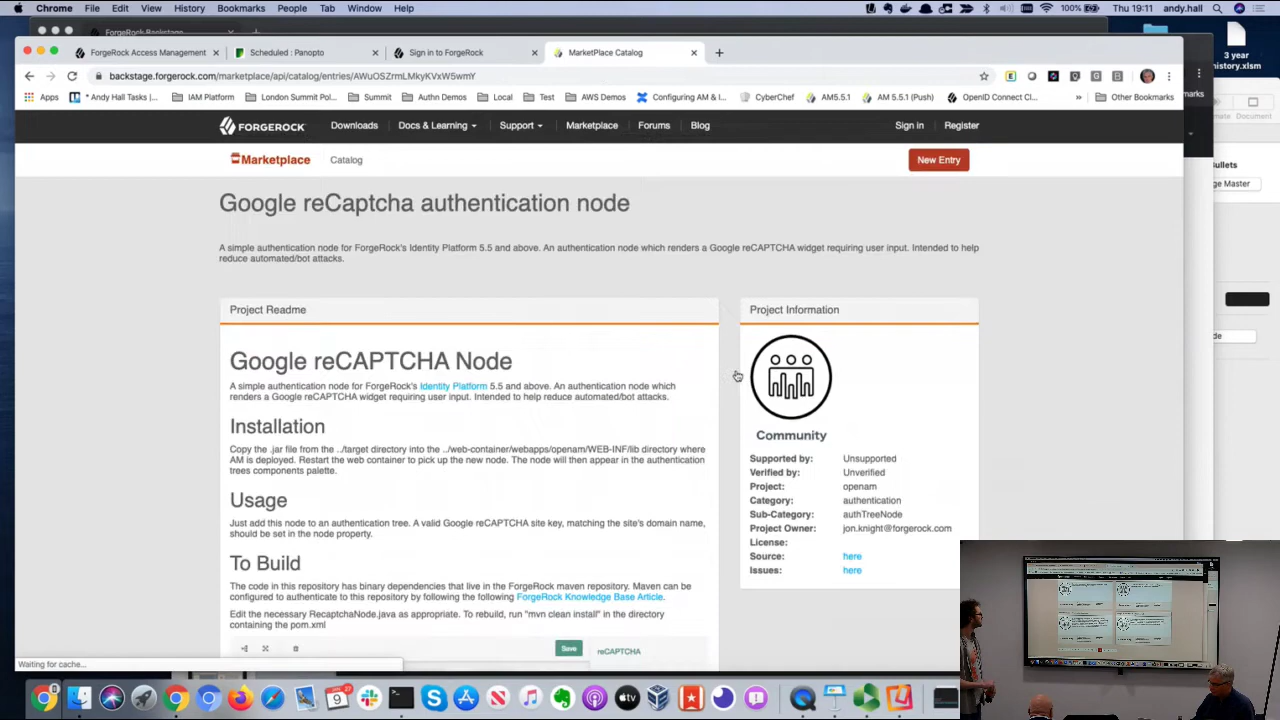 Chrome File Edit View History Bookmarks People Tab Window Help
100%
Thu 19:11 andy.hall
ForgeRock Backstage
ForgeRock Access Management
Scheduled : Panopto
Sign in to ForgeRock
MarketPlace Catalog
3 year
history.xlsm
backstage.forgerock.com/marketplace/api/catalog/entries/AWuOSZrmLMkyKVxW5wmY
Apps
* Andy Hall Tasks |...
IAM Platform
London Summit Pol...
Summit
Authn Demos
Local
Test
AWS Demos
Configuring AM & I...
CyberChef
AM5.5.1
AM 5.5.1 (Push)
OpenID Connect Cl...
»
Other Bookmarks
Document
FORGEROCK
Downloads
Docs & Learning
Support
Marketplace
Forums
Blog
Sign in
Register
Marketplace
Catalog
New Entry
Google reCaptcha authentication node
A simple authentication node for ForgeRock's Identity Platform 5.5 and above. An authentication node which renders a Google reCAPTCHA widget requiring user input. Intended to help
reduce automated/bot attacks.
Project Readme
Google reCAPTCHA Node
A simple authentication node for ForgeRock's Identity Platform 5.5 and above. An authentication node which
renders a Google reCAPTCHA widget requiring user input. Intended to help reduce automated/bot attacks.
Installation
Copy the .jar file from the ../target directory into the ../web-container/webapps/openam/WEB-INF/lib directory where
AM is deployed. Restart the web container to pick up the new node. The node will then appear in the authentication
trees components palette.
Usage
Just add this node to an authentication tree. A valid Google reCAPTCHA site key, matching the site's domain name,
should be set in the node property.
To Build
The code in this repository has binary dependencies that live in the ForgeRock maven repository. Maven can be
configured to authenticate to this repository by following the following ForgeRock Knowledge Base Article.
Edit the necessary RecaptchaNode.java as appropriate. To rebuild, run "mvn clean install" in the directory
containing the pom.xml
Save
reCAPTCHA
Project Information
Community
Supported by: Unsupported
Verified by: Unverified
Project: openam
Category: authentication
Sub-Category: authTreeNode
Project Owner: jon.knight@forgerock.com
License:
Source: here
Issues: here
Waiting for cache...